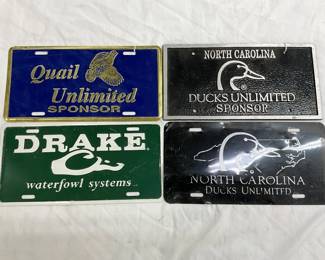 Quail
Unlimited
SPONSOR
NORTH CAROLINA
DUCKS UNLIMITED
SPONSOR
DRAKE
waterfowl systems
NORTH CAROLINA
DUCKS UNLIMITED